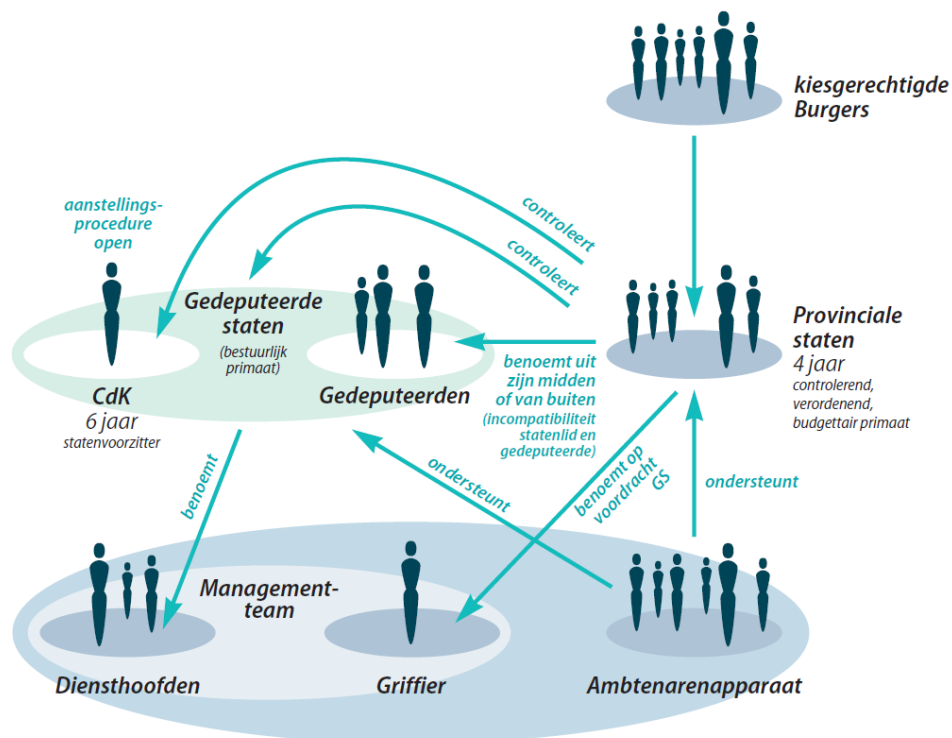 kiesgerechtigde
Burgers
aanstellings-
procedure
open
controleert
controleert
Gedeputeerde
staten
(bestuurlijk
primaat)
Provinciale
staten
4 jaar
controlerend,
verordenend,
budgettair primaat
CdK
6 jaar
statenvoorzitter
Gedeputeerden
benoemt uit
zijn midden
of van buiten
(incompatibiliteit
statenlid en
gedeputeerde)
benoemt
ondersteunt
benoemt op
voordracht
GS
ondersteunt
Management-
team
Diensthoofden
Griffier
Ambtenarenapparaat